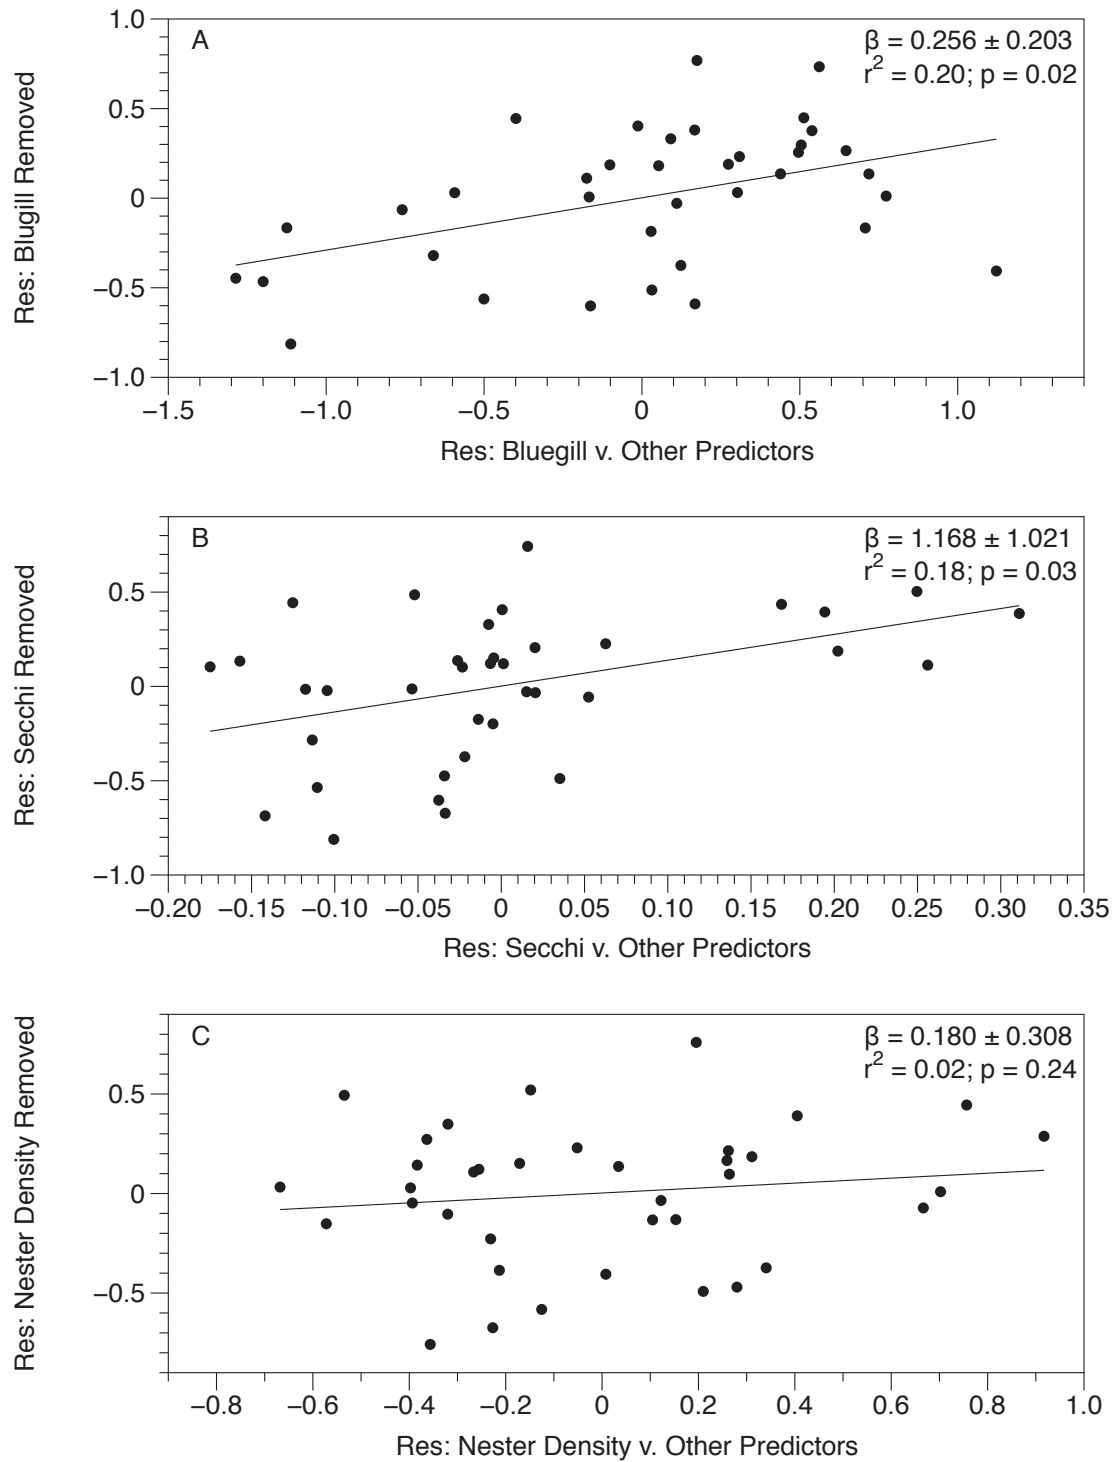 A
β = 0.256 ± 0.203
r² = 0.20; p = 0.02
Res: Blugill Removed
1.0
0.5
0
−0.5
−1.0
−1.5 −1.0 −0.5 0 0.5 1.0
Res: Bluegill v. Other Predictors
B
β = 1.168 ± 1.021
r² = 0.18; p = 0.03
Res: Secchi Removed
0.5
0
−0.5
−1.0
−0.20 −0.15 −0.10 −0.05 0 0.05 0.10 0.15 0.20 0.25 0.30 0.35
Res: Secchi v. Other Predictors
C
β = 0.180 ± 0.308
r² = 0.02; p = 0.24
Res: Nester Density Removed
0.5
0
−0.5
−0.8 −0.6 −0.4 −0.2 0 0.2 0.4 0.6 0.8 1.0
Res: Nester Density v. Other Predictors